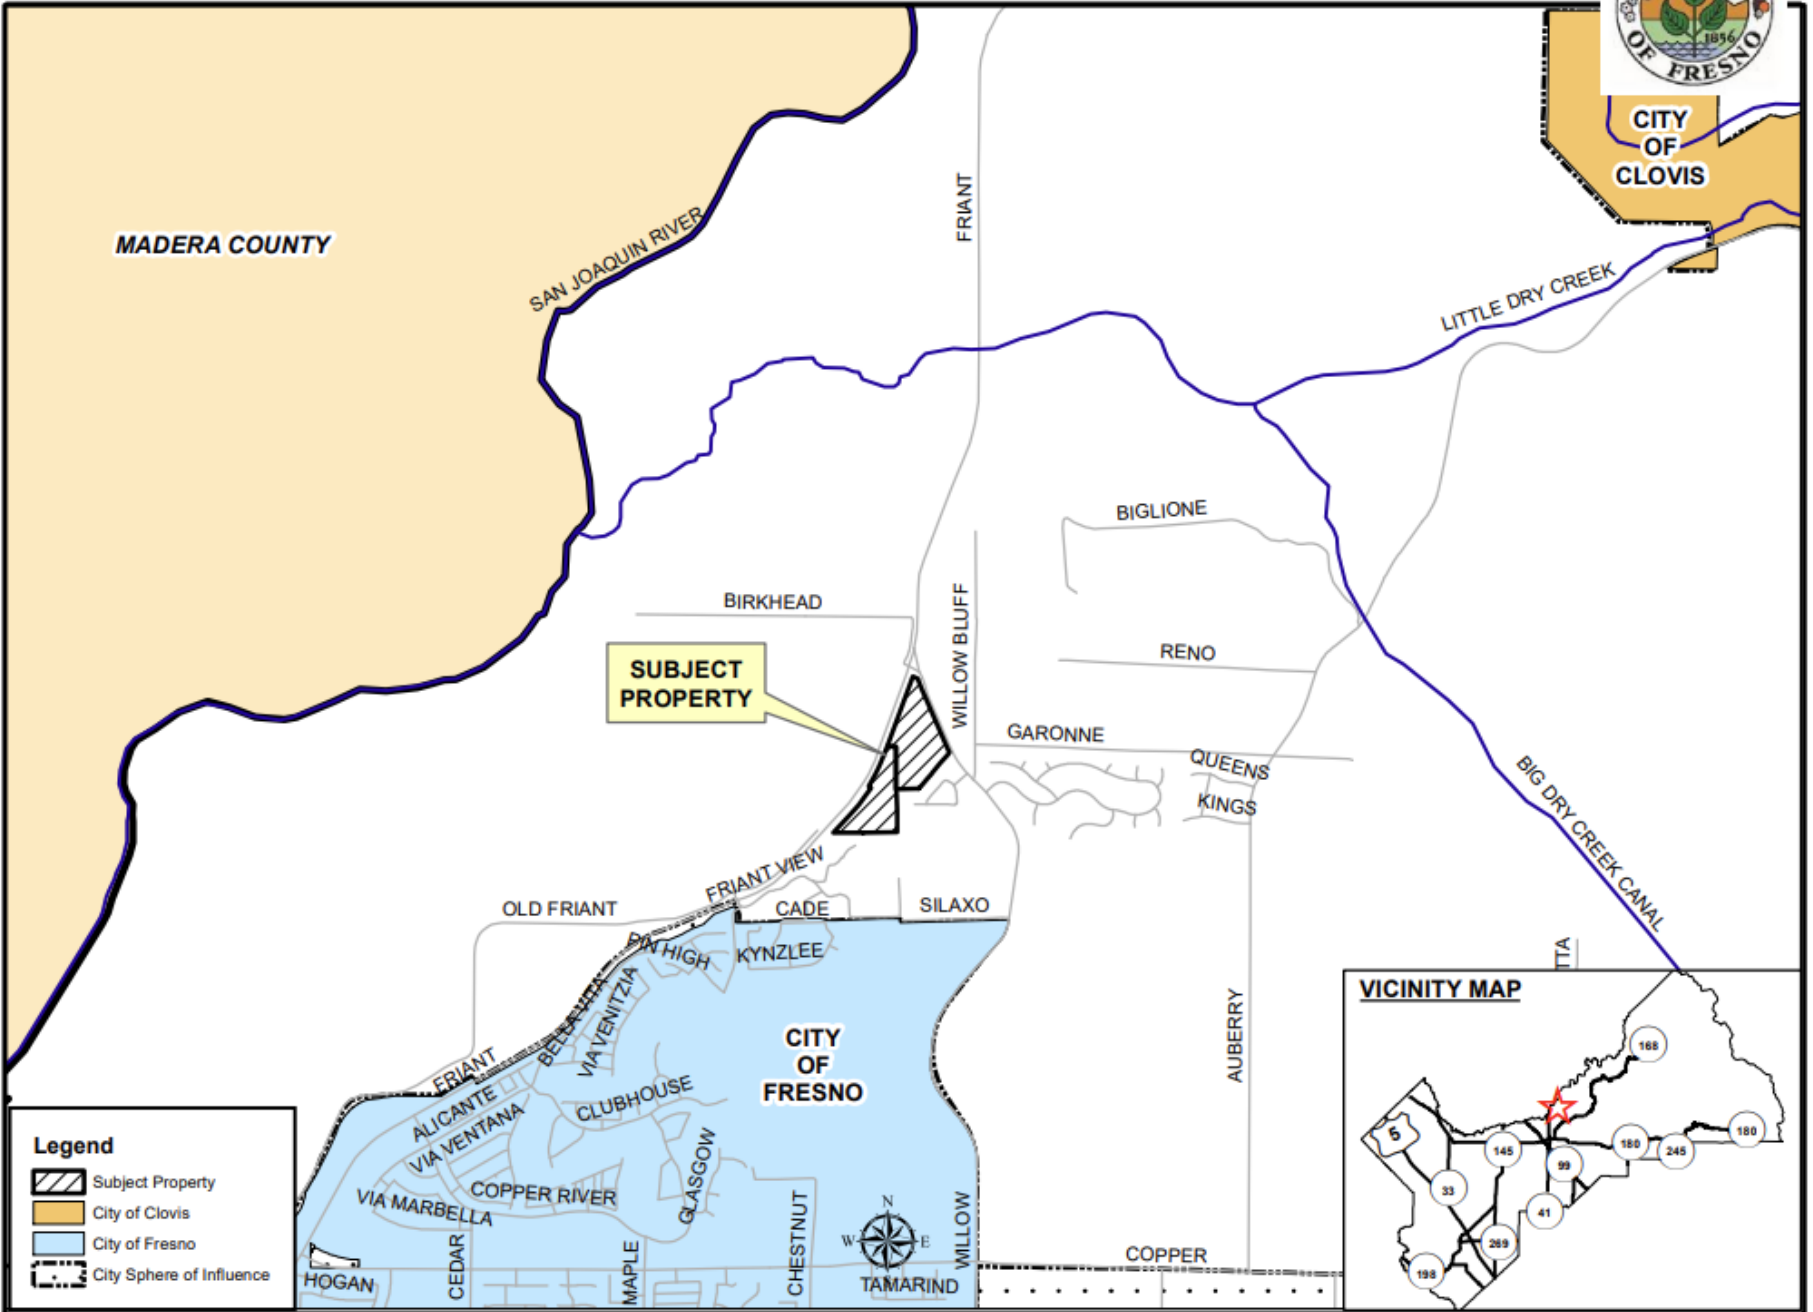 1856
OF FRESNO
CITY
OF
CLOVIS
MADERA COUNTY
SAN JOAQUIN RIVER
FRIANT
LITTLE DRY CREEK
BIGLIONE
BIRKHEAD
WILLOW BLUFF
RENO
SUBJECT
PROPERTY
GARONNE
QUEENS
KINGS
BIG DRY CREEK CANAL
FRIANT VIEW
OLD FRIANT
CADE
SILAXO
PIN HIGH
KYNZLEE
BELLA VITA
VIA VENITZIA
CITY
OF
FRESNO
AUBERRY
TTA
FRIANT
ALICANTE
VIA VENTANA
CLUBHOUSE
GLASGOW
COPPER RIVER
VIA MARBELLA
HOGAN
CEDAR
MAPLE
CHESTNUT
WILLOW
TAMARIND
COPPER
N
W
E
Legend
Subject Property
City of Clovis
City of Fresno
City Sphere of Influence
VICINITY MAP
168
5
180
180
245
145
99
33
41
269
198